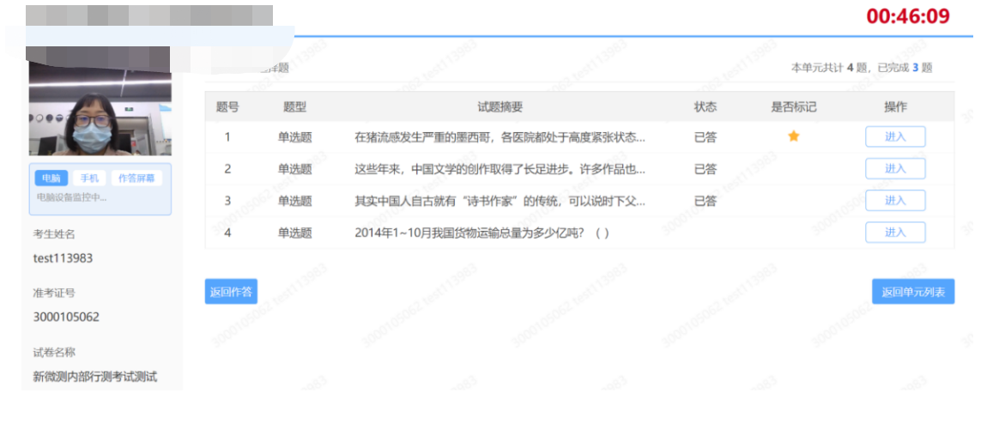 00:46:09
择题
本单元共计 4 题，已完成 3 题
题号 题型 试题摘要 状态 是否标记 操作
1 单选题 在猪流感发生严重的墨西哥，各医院都处于高度紧张状态... 已答 进入
2 单选题 这些年来，中国文学的创作取得了长足进步。许多作品也... 已答 进入
3 单选题 其实中国人自古就有“诗书作家”的传统，可以说时下父... 已答 进入
4 单选题 2014年1~10月我国货物运输总量为多少亿吨？（ ） 进入
返回作答 返回单元列表
电脑 手机 作答屏幕
电脑设备监控中...
考生姓名
test113983
准考证号
3000105062
试卷名称
新微测内部行测考试测试
3000105062 test113983